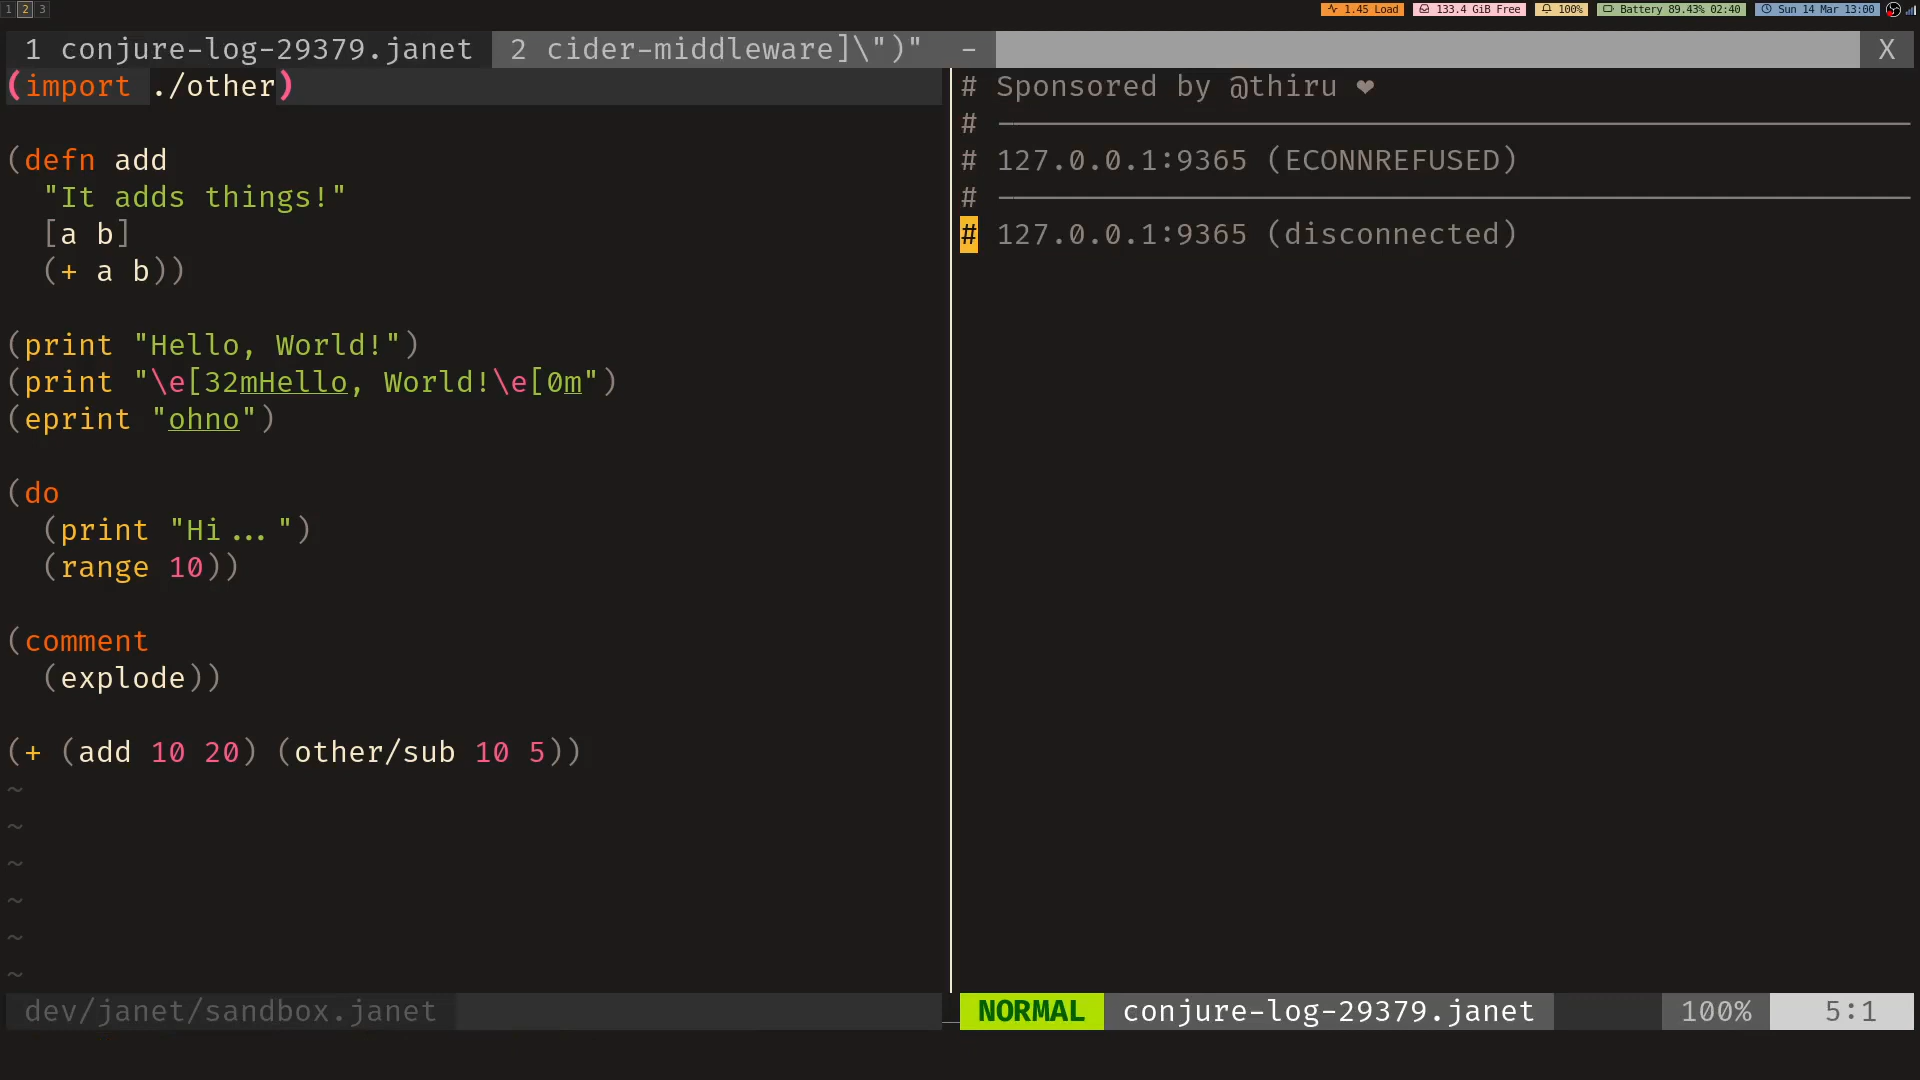 1 2 3
1.45 Load 133.4 GiB Free 100% Battery 89.43% 02:40 Sun 14 Mar 13:00
1 conjure-log-29379.janet 2 cider-middleware]\")" - X
(import ./other)
(defn add
"It adds things!"
[a b]
(+ a b))
(print "Hello, World!")
(print "\e[32mHello, World!\e[0m")
(eprint "ohno")
(do
(print "Hi...")
(range 10))
(comment
(explode))
(+ (add 10 20) (other/sub 10 5))
~
~
~
~
~
~
dev/janet/sandbox.janet
# Sponsored by @thiru ❤
# 
# 127.0.0.1:9365 (ECONNREFUSED)
# 
# 127.0.0.1:9365 (disconnected)
NORMAL conjure-log-29379.janet 100% 5:1